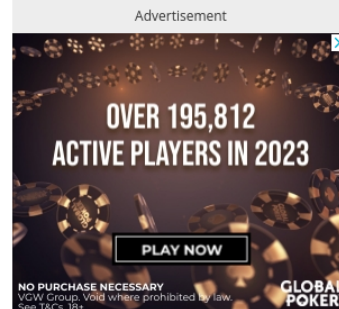 Advertisement
OVER 195,812
ACTIVE PLAYERS IN 2023
PLAY NOW
NO PURCHASE NECESSARY
VGW Group. Void where prohibited by law.
See T&Cs. 18+
GLOBAL
POKER